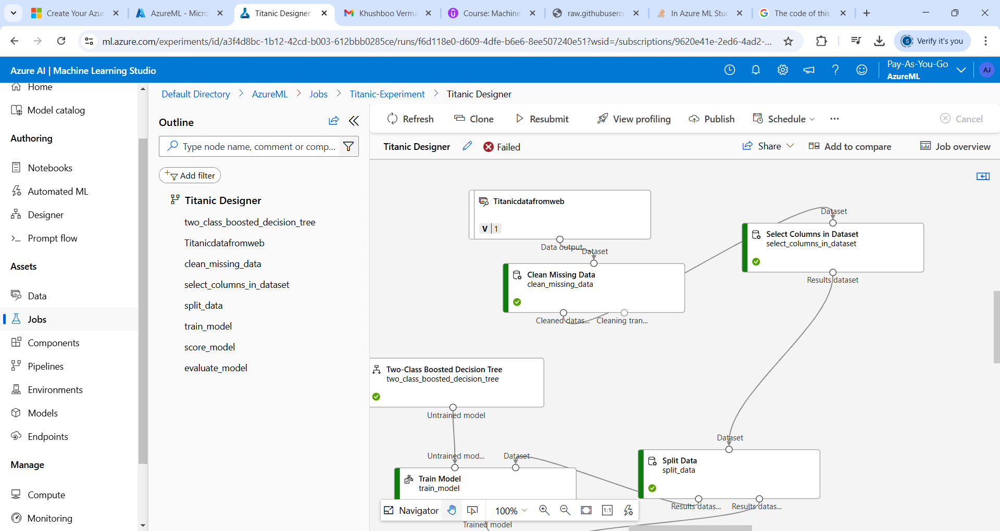 Create Your Azur
AzureML - Micro
Titanic Designer
Khushboo Verma
Course: Machine
raw.githubuserco
In Azure ML Stud
The code of this
ml.azure.com/experiments/id/a3f4d8bc-1b12-42cd-b003-612bbb0285ce/runs/f6d118e0-d609-4dfe-b6e6-8ee507240e51?wsid=/subscriptions/9620e41e-2ed6-4ad2-...
S
Verify it's you
Azure AI | Machine Learning Studio
Pay-As-You-Go
AzureML
AJ
Home
Model catalog
Authoring
Notebooks
Automated ML
Designer
Prompt flow
Assets
Data
Jobs
Components
Pipelines
Environments
Models
Endpoints
Manage
Compute
Monitoring
Default Directory > AzureML > Jobs > Titanic-Experiment > Titanic Designer
Outline
Type node name, comment or comp...
Add filter
Titanic Designer
two_class_boosted_decision_tree
Titanicdatafromweb
clean_missing_data
select_columns_in_dataset
split_data
train_model
score_model
evaluate_model
Refresh
Clone
Resubmit
View profiling
Publish
Schedule
...
Cancel
Titanic Designer
Failed
Share
Add to compare
Job overview
Titanicdatafromweb
V | 1
Data output
Dataset
Clean Missing Data
clean_missing_data
Cleaned datas...
Cleaning tran...
Dataset
Select Columns in Dataset
select_columns_in_dataset
Results dataset
Two-Class Boosted Decision Tree
two_class_boosted_decision_tree
Untrained model
Untrained mod...
Dataset
Train Model
train_model
Dataset
Split Data
split_data
Results datas...
Results datas...
Navigator
100%
1:1
Trained model